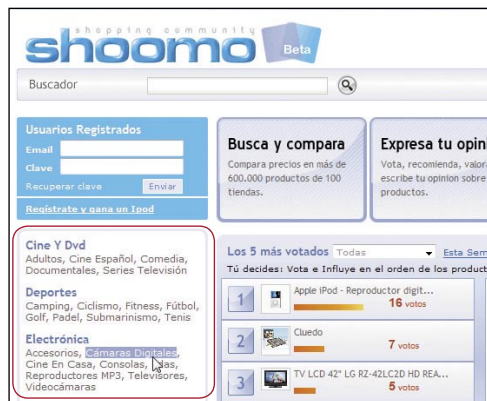 shopping community
shoomo Beta
Buscador
Usuarios Registrados
Email
Clave
Recuperar clave Enviar
Regístrate y gana un Ipod
Busca y compara
Compara precios en más de
600.000 productos de 100
tiendas.
Expresa tu opini
Vota, recomienda, valora
escribe tu opinion sobre
productos.
Cine Y Dvd
Adultos, Cine Español, Comedia,
Documentales, Series Televisión
Deportes
Camping, Ciclismo, Fitness, Fútbol,
Golf, Padel, Submarinismo, Tenis
Electrónica
Accesorios, Cámaras Digitales,
Cine En Casa, Consolas,
Reproductores MP3, Televisores,
Videocámaras
Los 5 más votados Todas Esta Sem
Tú decides: Vota e Influye en el orden de los product
1 Apple iPod - Reproductor digit...
16 votos
2 Cluedo
7 votos
3 TV LCD 42" LG RZ-42LC2D HD REA...
5 votos